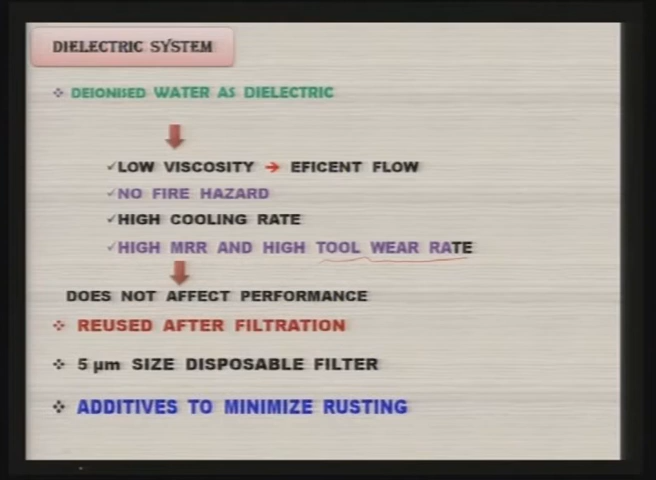 DIELECTRIC SYSTEM
❖ DEIONISED WATER AS DIELECTRIC
✓LOW VISCOSITY → EFICENT FLOW
✓NO FIRE HAZARD
✓HIGH COOLING RATE
✓HIGH MRR AND HIGH TOOL WEAR RATE
DOES NOT AFFECT PERFORMANCE
❖ REUSED AFTER FILTRATION
❖ 5 μm SIZE DISPOSABLE FILTER
❖ ADDITIVES TO MINIMIZE RUSTING